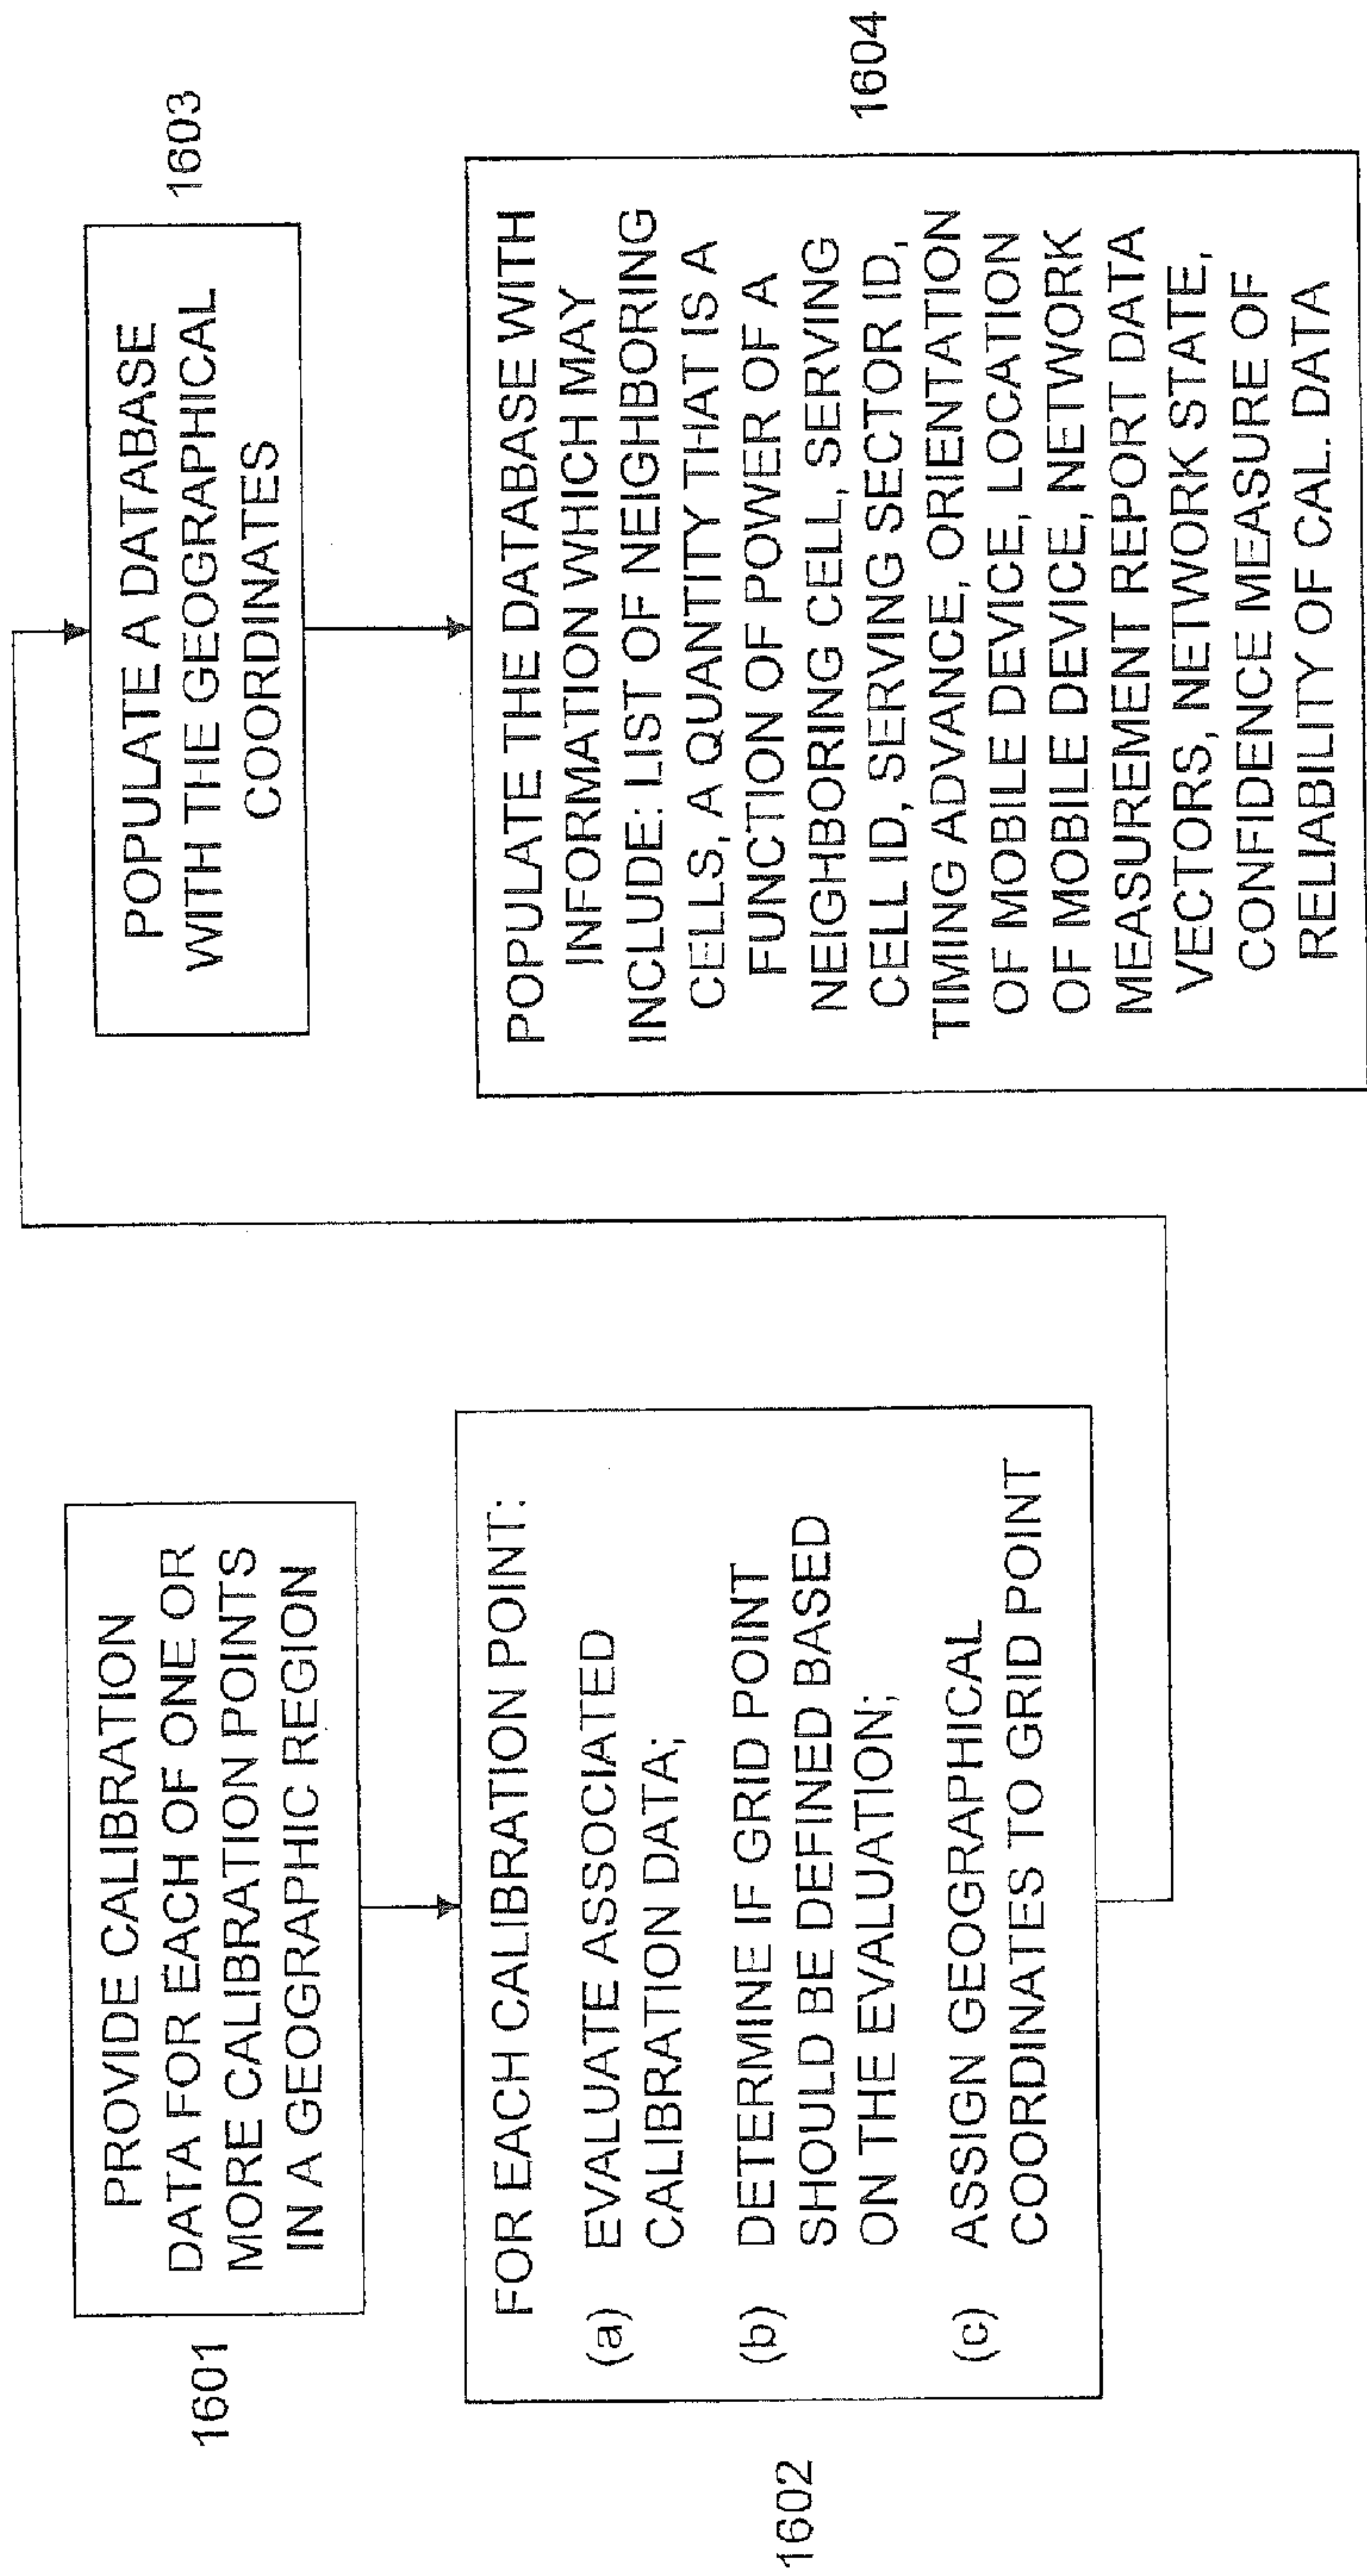 PROVIDE CALIBRATION
DATA FOR EACH OF ONE OR
MORE CALIBRATION POINTS
IN A GEOGRAPHIC REGION
1601
FOR EACH CALIBRATION POINT:
(a) EVALUATE ASSOCIATED
CALIBRATION DATA;
(b) DETERMINE IF GRID POINT
SHOULD BE DEFINED BASED
ON THE EVALUATION;
(c) ASSIGN GEOGRAPHICAL
COORDINATES TO GRID POINT
1602
POPULATE A DATABASE
WITH THE GEOGRAPHICAL
COORDINATES
1603
POPULATE THE DATABASE WITH
INFORMATION WHICH MAY
INCLUDE: LIST OF NEIGHBORING
CELLS, A QUANTITY THAT IS A
FUNCTION OF POWER OF A
NEIGHBORING CELL, SERVING
CELL ID, SERVING SECTOR ID,
TIMING ADVANCE, ORIENTATION
OF MOBILE DEVICE, LOCATION
OF MOBILE DEVICE, NETWORK
MEASUREMENT REPORT DATA
VECTORS, NETWORK STATE,
CONFIDENCE MEASURE OF
RELIABILITY OF CAL. DATA
1604